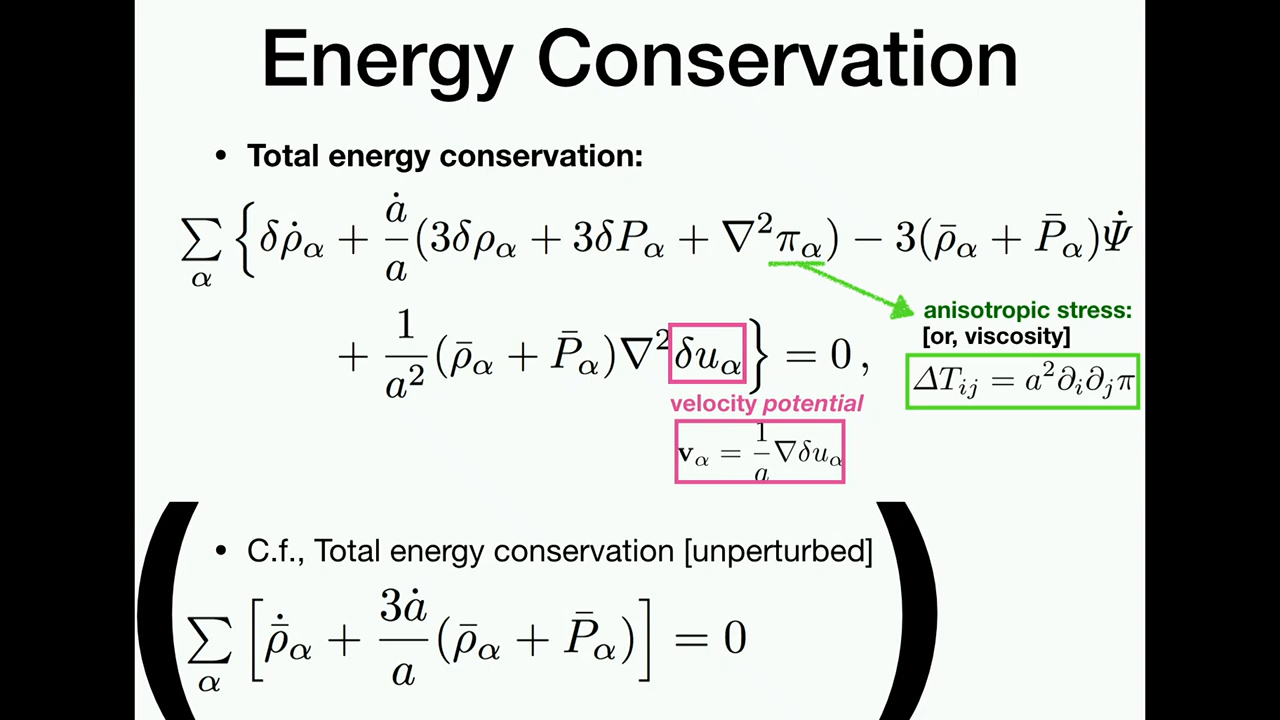 Energy Conservation
• Total energy conservation:
∑_α { δρ̇_α + ȧ/a (3δρ_α + 3δP_α + ∇²π_α) − 3(ρ̄_α + P̄_α)Ψ̇
+ 1/a² (ρ̄_α + P̄_α)∇²δu_α } = 0 ,
anisotropic stress:
[or, viscosity]
ΔT_ij = a²∂_i∂_jπ
velocity potential
v_α = 1/a ∇δu_α
( • C.f., Total energy conservation [unperturbed] )
∑_α [ ρ̄̇_α + 3ȧ/a (ρ̄_α + P̄_α) ] = 0